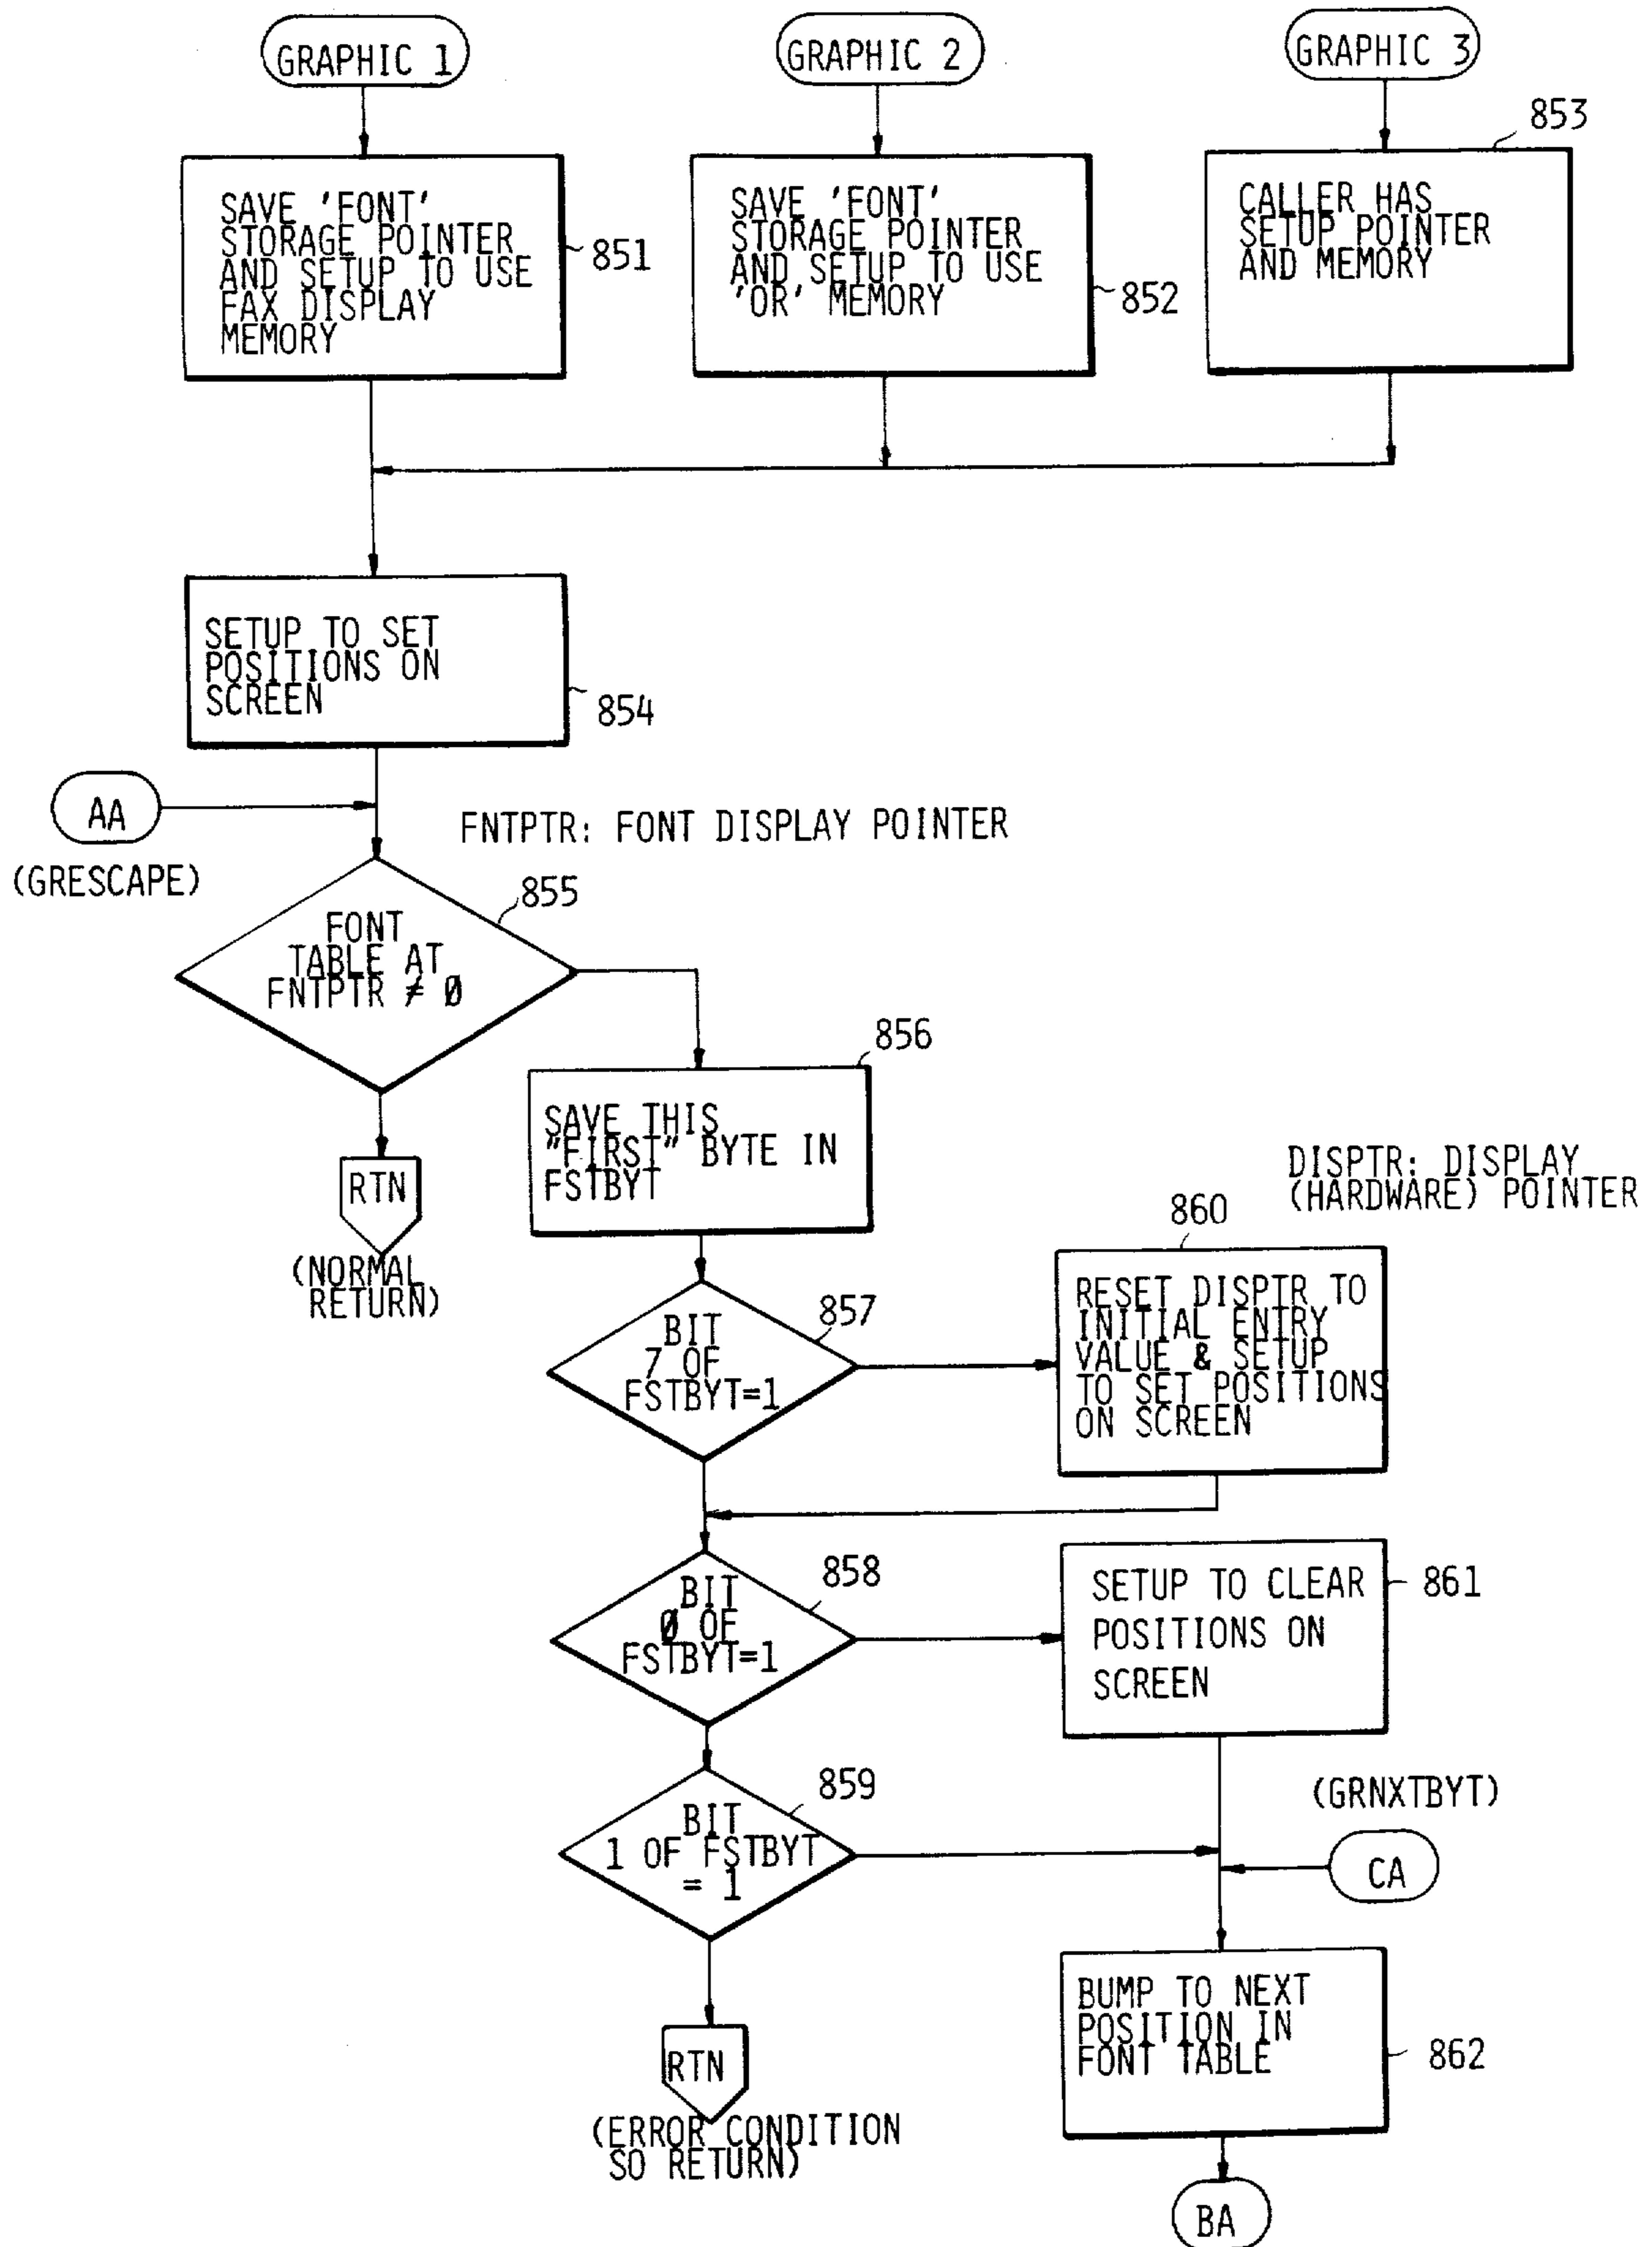 GRAPHIC 1
GRAPHIC 2
GRAPHIC 3
853
SAVE 'FONT'
STORAGE POINTER
AND SETUP TO USE
FAX DISPLAY
MEMORY
851
SAVE 'FONT'
STORAGE POINTER
AND SETUP TO USE
'OR' MEMORY
852
CALLER HAS
SETUP POINTER
AND MEMORY
SETUP TO SET
POSITIONS ON
SCREEN
854
AA
(GRESCAPE)
FNTPTR: FONT DISPLAY POINTER
855
FONT
TABLE AT
FNTPTR ≠ Ø
RTN
(NORMAL
RETURN)
856
SAVE THIS
"FIRST" BYTE IN
FSTBYT
DISPTR: DISPLAY
(HARDWARE) POINTER
857
BIT
7 OF
FSTBYT=1
860
RESET DISPTR TO
INITIAL ENTRY
VALUE & SETUP
TO SET POSITIONS
ON SCREEN
858
BIT
Ø OF
FSTBYT=1
SETUP TO CLEAR
POSITIONS ON
SCREEN
861
859
BIT
1 OF FSTBYT
= 1
(GRNXTBYT)
CA
RTN
(ERROR CONDITION
SO RETURN)
BUMP TO NEXT
POSITION IN
FONT TABLE
862
BA